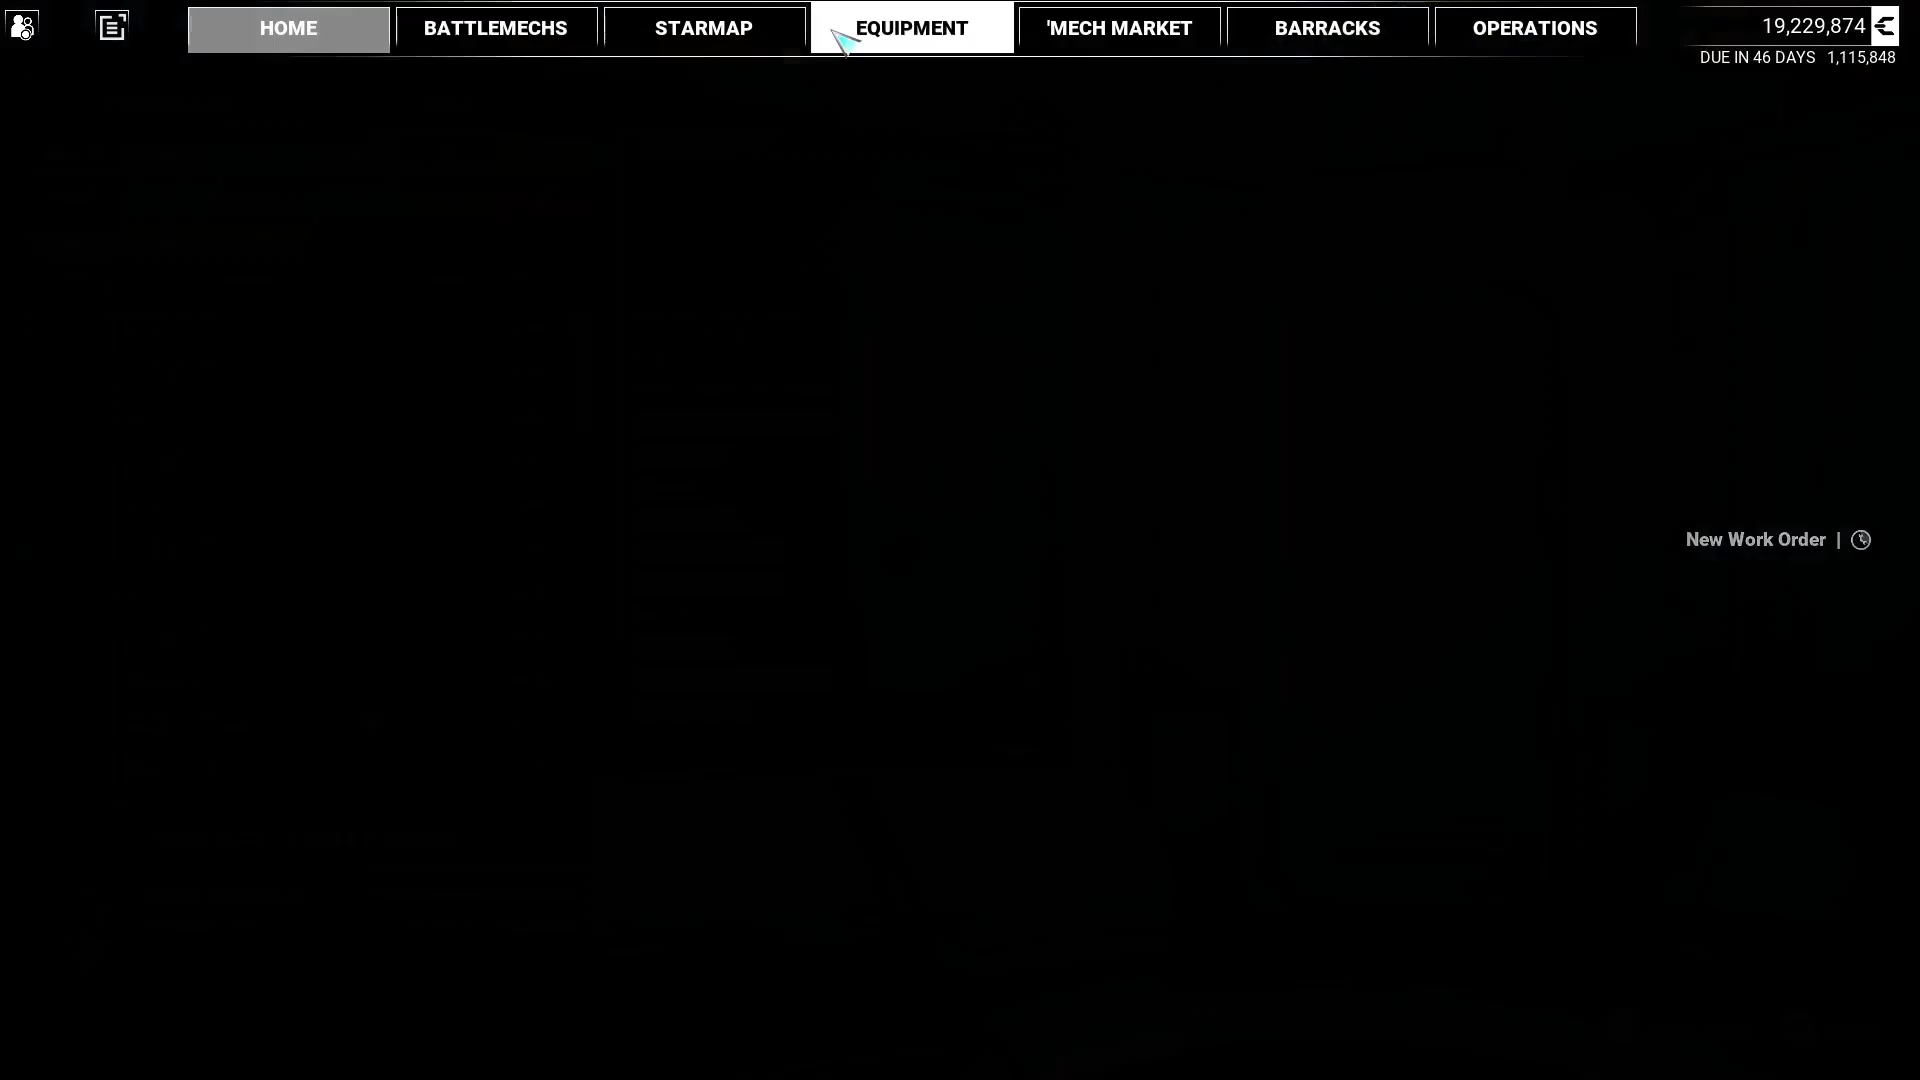 HOME
BATTLEMECHS
STARMAP
EQUIPMENT
'MECH MARKET
BARRACKS
OPERATIONS
19,229,874
DUE IN 46 DAYS 1,115,848
New Work Order |